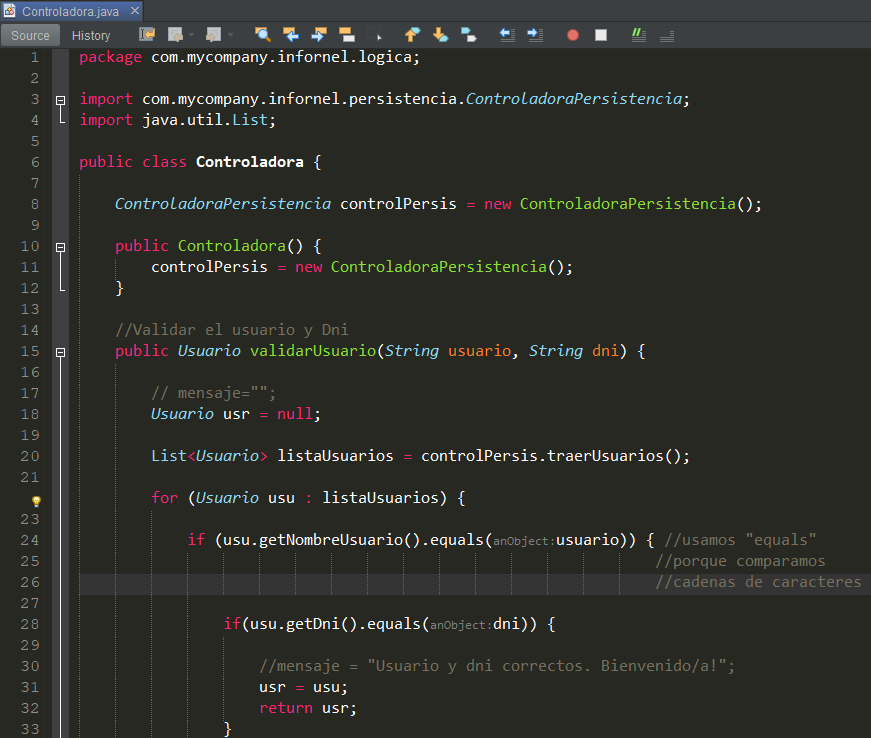 Controladora.java
Source History
1 package com.mycompany.infornel.logica;
2
3 import com.mycompany.infornel.persistencia.ControladoraPersistencia;
4 import java.util.List;
5
6 public class Controladora {
7
8 ControladoraPersistencia controlPersis = new ControladoraPersistencia();
9
10 public Controladora() {
11 controlPersis = new ControladoraPersistencia();
12 }
13
14 //Validar el usuario y Dni
15 public Usuario validarUsuario(String usuario, String dni) {
16
17 // mensaje="";
18 Usuario usr = null;
19
20 List<Usuario> listaUsuarios = controlPersis.traerUsuarios();
21
for (Usuario usu : listaUsuarios) {
23
24 if (usu.getNombreUsuario().equals(anObject:usuario)) { //usamos "equals"
25 //porque comparamos
26 //cadenas de caracteres
27
28 if(usu.getDni().equals(anObject:dni)) {
29
30 //mensaje = "Usuario y dni correctos. Bienvenido/a!";
31 usr = usu;
32 return usr;
33 }